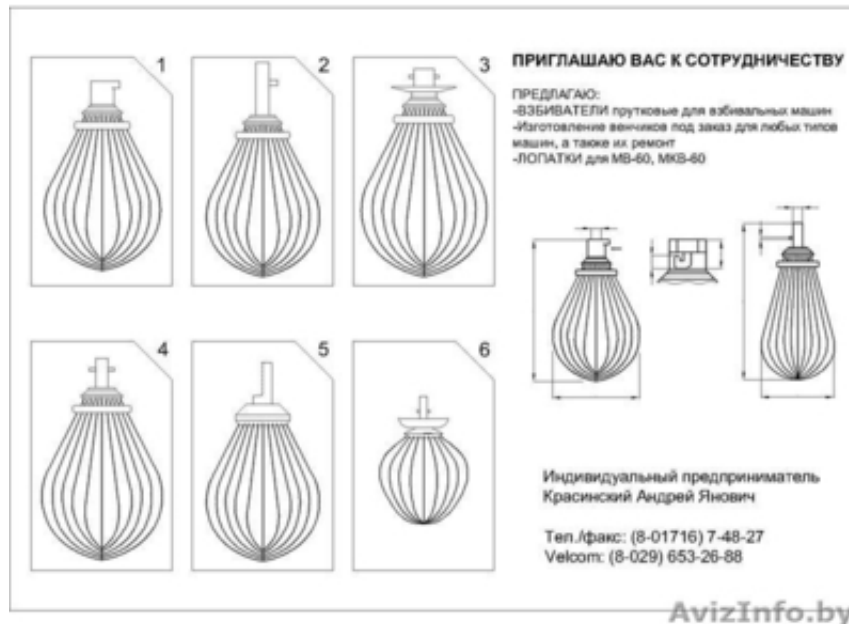 1
2
3
4
5
6
ПРИГЛАШАЮ ВАС К СОТРУДНИЧЕСТВУ
ПРЕДЛАГАЮ:
-ВЗБИВАТЕЛИ прутковые для взбивальных машин
-Изготовление венчиков под заказ для любых типов
машин, а также их ремонт
-ЛОПАТКИ для МВ-60, МКВ-60
Индивидуальный предприниматель
Красинский Андрей Янович
Тел./факс: (8-01716) 7-48-27
Velcom: (8-029) 653-26-88
AvizInfo.by